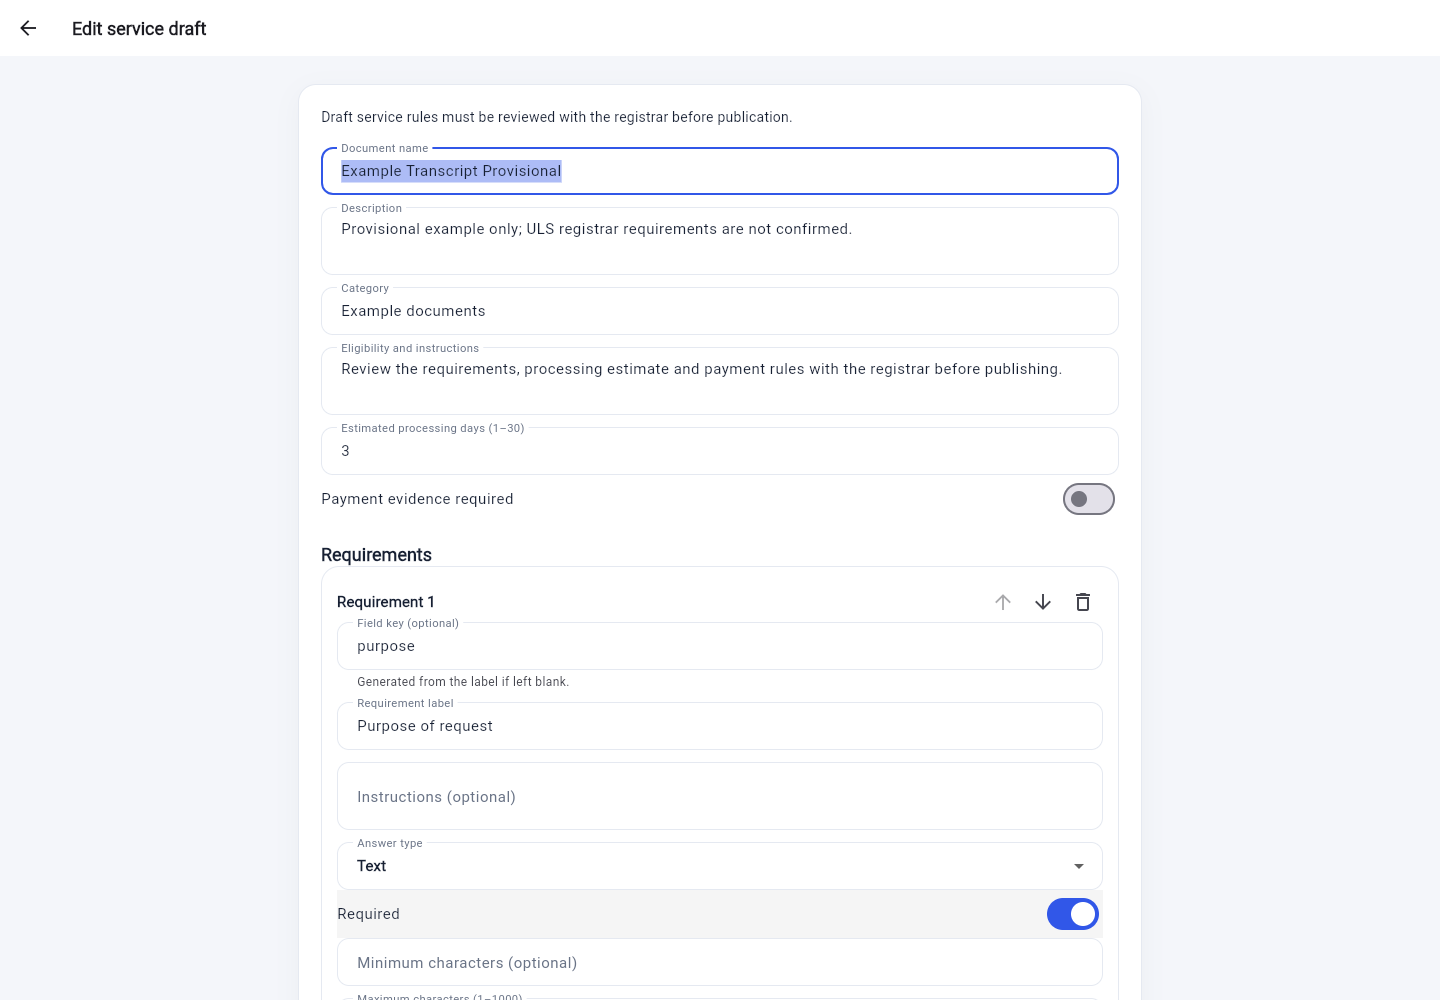 Edit service draft
Draft service rules must be reviewed with the registrar before publication.
Document name
Example Transcript Provisional
Description
Provisional example only; ULS registrar requirements are not confirmed.
Category
Example documents
Eligibility and instructions
Review the requirements, processing estimate and payment rules with the registrar before publishing.
Estimated processing days (1–30)
3
Payment evidence required
Requirements
Requirement 1
Field key (optional)
purpose
Generated from the label if left blank.
Requirement label
Purpose of request
Instructions (optional)
Answer type
Text
Required
Minimum characters (optional)
Maximum characters (1–1000)